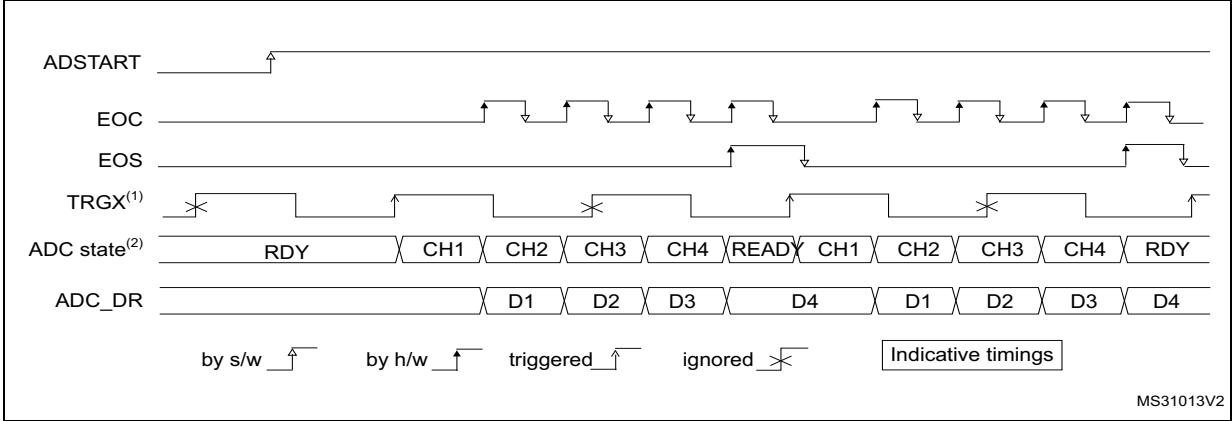 ADSTART
EOC
EOS
TRGX(1)
ADC state(2) RDY CH1 CH2 CH3 CH4 READY CH1 CH2 CH3 CH4 RDY
ADC_DR D1 D2 D3 D4 D1 D2 D3 D4
by s/w by h/w triggered ignored Indicative timings
MS31013V2